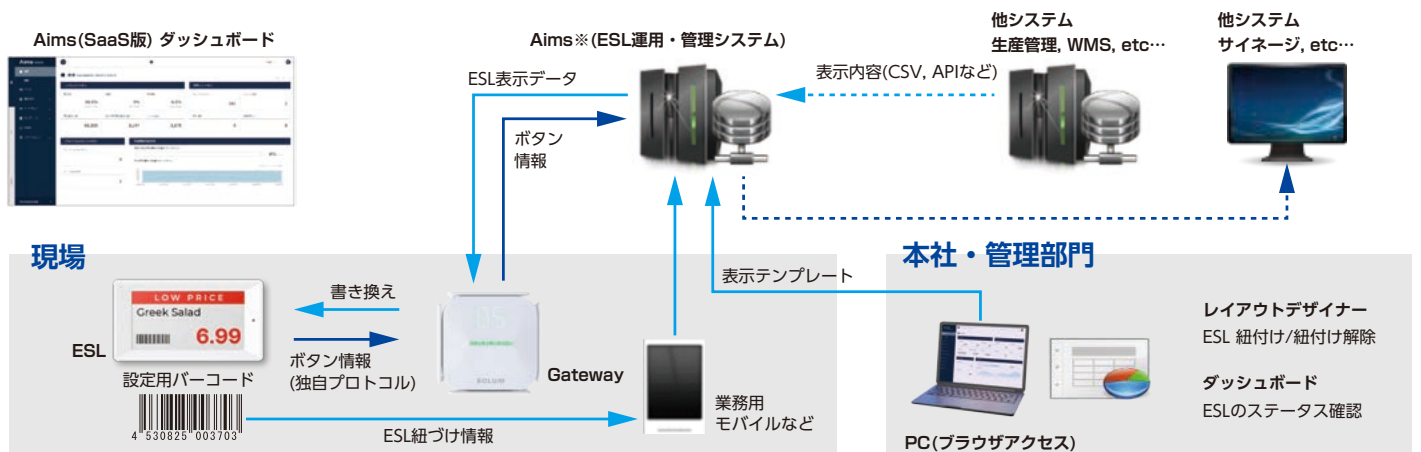 Aims(SaaS版) ダッシュボード
Aims※(ESL運用・管理システム)
他システム
生産管理, WMS, etc…
他システム
サイネージ, etc…
ESL表示データ
表示内容(CSV, APIなど)
ボタン
情報
現場
本社・管理部門
LOW PRICE
Greek Salad
6.99
ESL
設定用バーコード
4 530825 003703
書き換え
ボタン情報
(独自プロトコル)
SOLUM
Gateway
ESL紐づけ情報
業務用
モバイルなど
表示テンプレート
PC(ブラウザアクセス)
レイアウトデザイナー
ESL 紐付け/紐付け解除
ダッシュボード
ESLのステータス確認